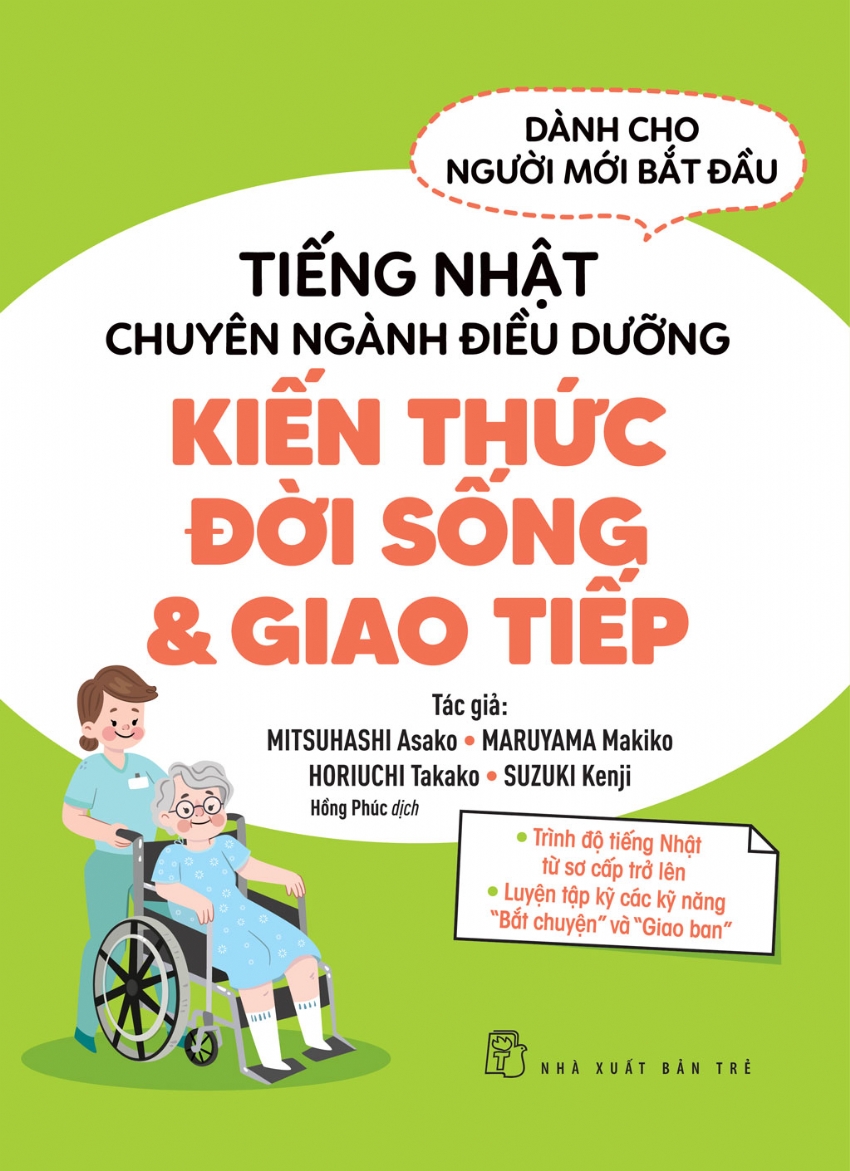 DÀNH CHO
NGƯỜI MỚI BẮT ĐẦU
TIẾNG NHẬT
CHUYÊN NGÀNH ĐIỀU DƯỠNG
KIẾN THỨC
ĐỜI SỐNG
& GIAO TIẾP
Tác giả:
MITSUHASHI Asako • MARUYAMA Makiko
HORIUCHI Takako • SUZUKI Kenji
Hồng Phúc dịch
• Trình độ tiếng Nhật
từ sơ cấp trở lên
• Luyện tập kỹ các kỹ năng
“Bắt chuyện” và “Giao ban”
T
NHÀ XUẤT BẢN TRẺ